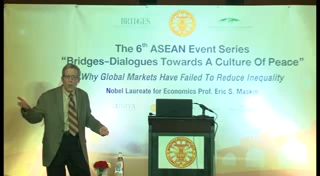 BRIDGES
The 6th ASEAN Event Series
"Bridges-Dialogues Towards A Culture Of Peace"
Why Global Markets Have Failed To Reduce Inequality
Nobel Laureate for Economics Prof. Eric S. Maskin